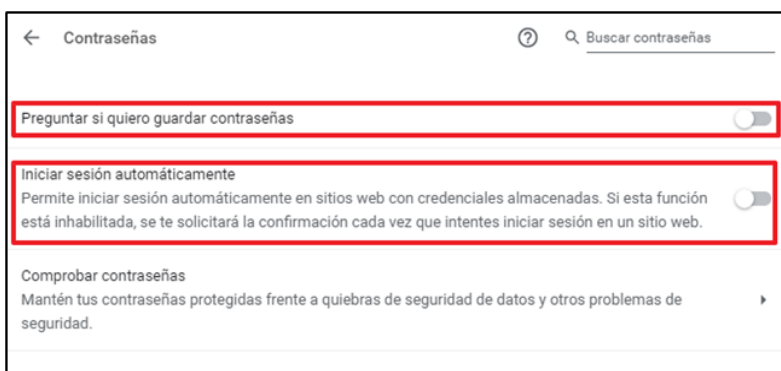 Contraseñas
Buscar contraseñas
Preguntar si quiero guardar contraseñas
Iniciar sesión automáticamente
Permite iniciar sesión automáticamente en sitios web con credenciales almacenadas. Si esta función
está inhabilitada, se te solicitará la confirmación cada vez que intentes iniciar sesión en un sitio web.
Comprobar contraseñas
Mantén tus contraseñas protegidas frente a quiebras de seguridad de datos y otros problemas de
seguridad.